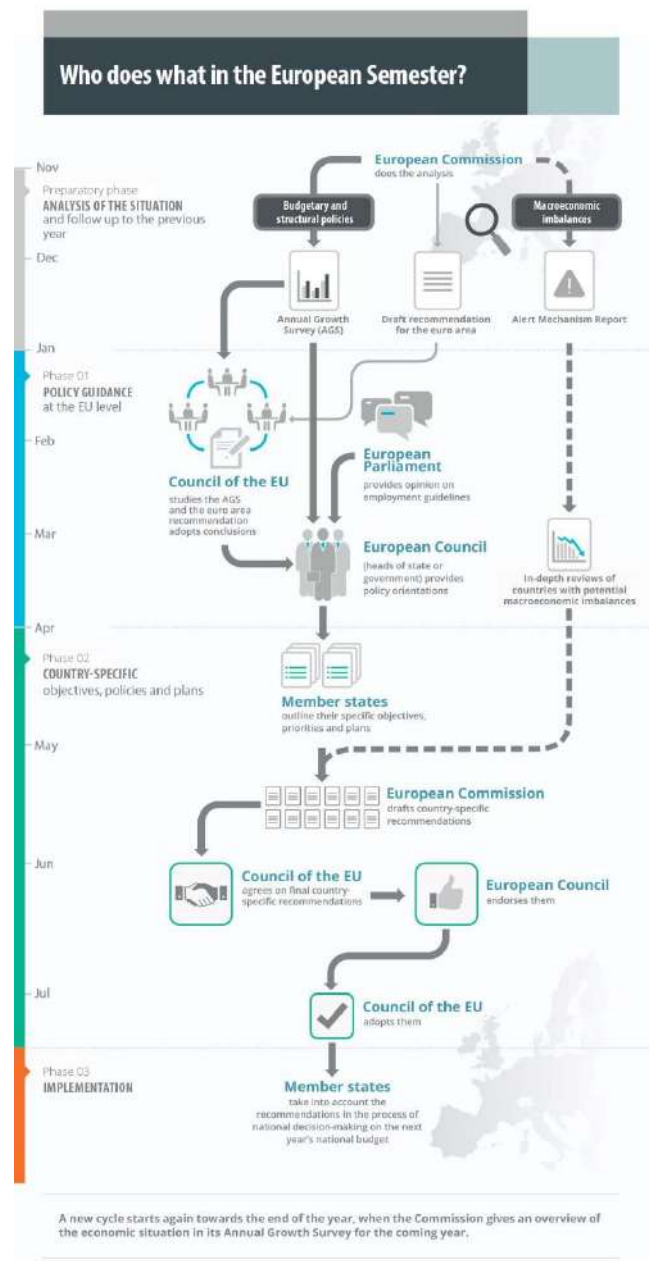 Who does what in the European Semester?
Nov
Preparatory phase
ANALYSIS OF THE SITUATION
and follow up to the previous
year
European Commission
does the analysis
Budgetary and
structural policies
Macroeconomic
imbalances
Dec
Annual Growth
Survey (AGS)
Draft recommendation
for the euro area
Alert Mechanism Report
Jan
Phase 01
POLICY GUIDANCE
at the EU level
Feb
Council of the EU
studies the AGS
and the euro area
recommendation
adopts conclusions
European
Parliament
provides opinion on
employment guidelines
Mar
European Council
(heads of state or
government) provides
policy orientations
In-depth reviews of
countries with potential
macroeconomic imbalances
Apr
Phase 02
COUNTRY-SPECIFIC
objectives, policies and plans
Member states
outline their specific objectives,
priorities and plans
May
European Commission
drafts country-specific
recommendations
Jun
Council of the EU
agrees on final country-
specific recommendations
European Council
endorses them
Jul
Council of the EU
adopts them
Phase 03
IMPLEMENTATION
Member states
take into account the
recommendations in the process of
national decision-making on the next
year's national budget
A new cycle starts again towards the end of the year, when the Commission gives an overview of
the economic situation in its Annual Growth Survey for the coming year.